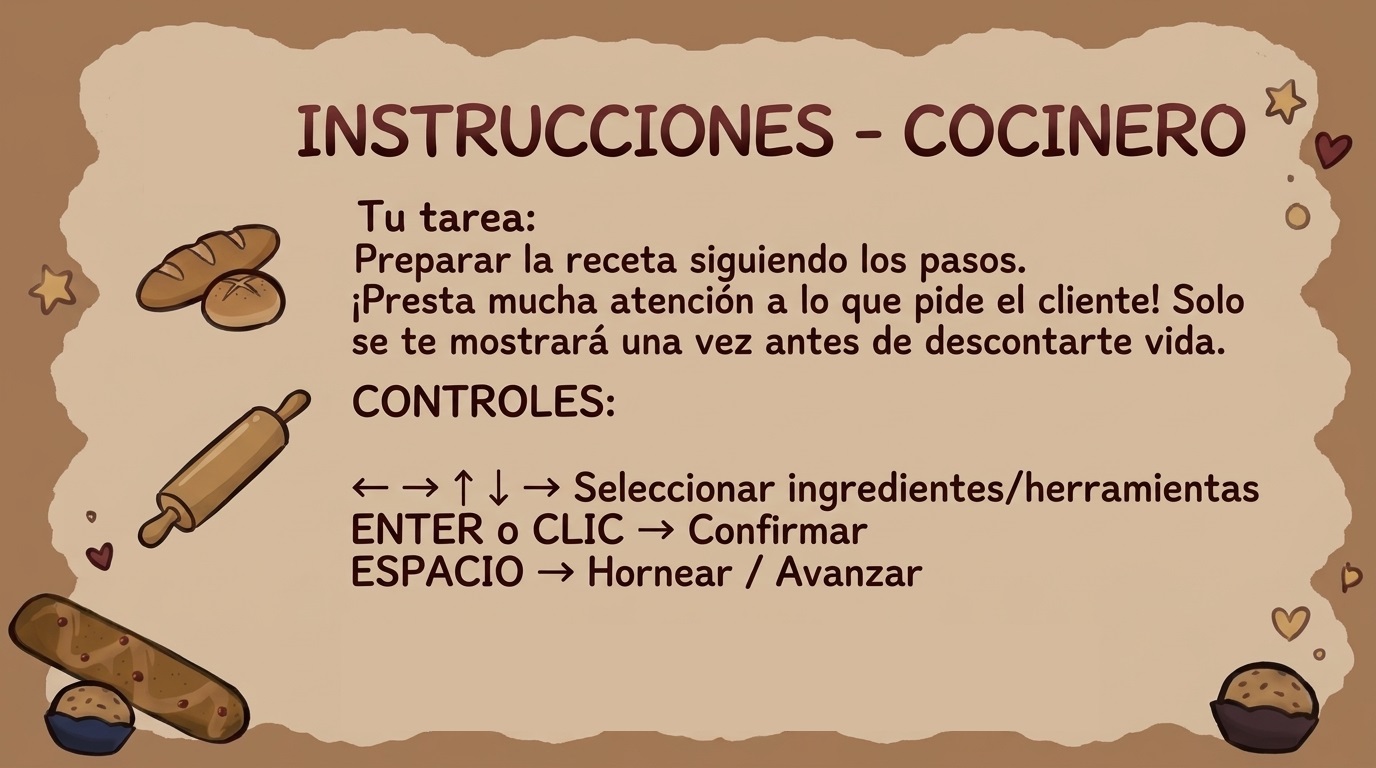 INSTRUCCIONES - COCINERO
Tu tarea:
Preparar la receta siguiendo los pasos.
¡Presta mucha atención a lo que pide el cliente! Solo
se te mostrará una vez antes de descontarte vida.
CONTROLES:
← → ↑ ↓ → Seleccionar ingredientes/herramientas
ENTER o CLIC → Confirmar
ESPACIO → Hornear / Avanzar